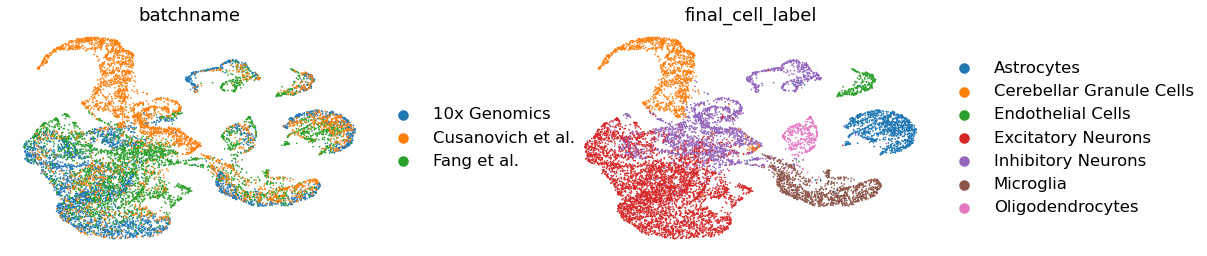 batchname
10x Genomics
Cusanovich et al.
Fang et al.
final_cell_label
Astrocytes
Cerebellar Granule Cells
Endothelial Cells
Excitatory Neurons
Inhibitory Neurons
Microglia
Oligodendrocytes